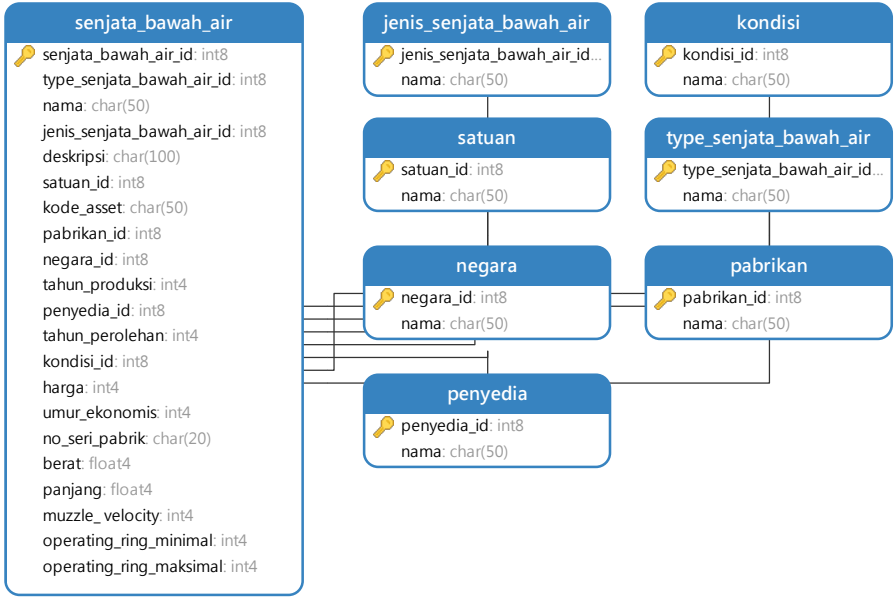 senjata_bawah_air
senjata_bawah_air_id: int8
type_senjata_bawah_air_id: int8
nama: char(50)
jenis_senjata_bawah_air_id: int8
deskripsi: char(100)
satuan_id: int8
kode_asset: char(50)
pabrikan_id: int8
negara_id: int8
tahun_produksi: int4
penyedia_id: int8
tahun_perolehan: int4
kondisi_id: int8
harga: int4
umur_ekonomis: int4
no_seri_pabrik: char(20)
berat: float4
panjang: float4
muzzle_ velocity: int4
operating_ring_minimal: int4
operating_ring_maksimal: int4
jenis_senjata_bawah_air
jenis_senjata_bawah_air_id...
nama: char(50)
kondisi
kondisi_id: int8
nama: char(50)
satuan
satuan_id: int8
nama: char(50)
type_senjata_bawah_air
type_senjata_bawah_air_id...
nama: char(50)
negara
negara_id: int8
nama: char(50)
pabrikan
pabrikan_id: int8
nama: char(50)
penyedia
penyedia_id: int8
nama: char(50)